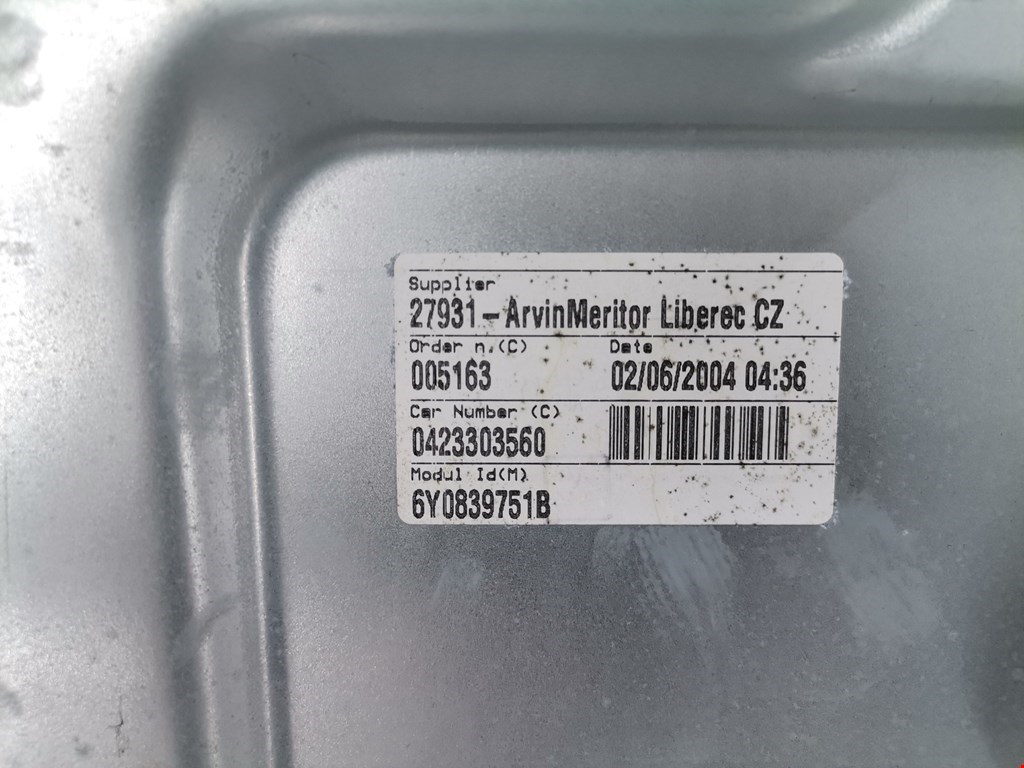 Supplier
27931-ArvinMeritor Liberec CZ
Order n.(C) Date
005163 02/06/2004 04:36
Car Number (C)
0423303560
Modul Id(M)
6Y0839751B